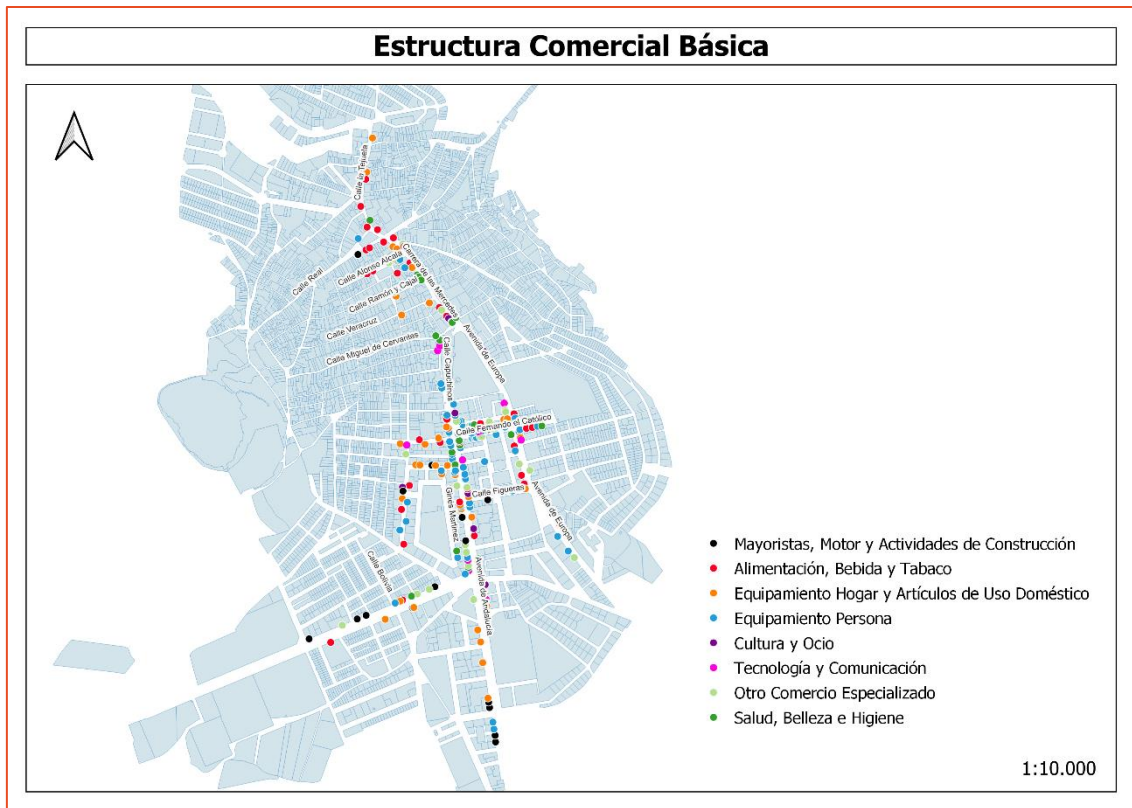 Estructura Comercial Básica
Calle la Tejuela
Calle Real
Calle Alonso Alcalá
Carrera de las Mercedes
Calle Ramón y Cajal
Calle Veracruz
Calle Miguel de Cervantes
Avenida de Europa
Calle Capuchinos
Calle Fernando el Católico
Calle Figueras
Gines Martinez
Avenida de Europa
Calle Bolivia
Avenida de Andalucía
Mayoristas, Motor y Actividades de Construcción
Alimentación, Bebida y Tabaco
Equipamiento Hogar y Artículos de Uso Doméstico
Equipamiento Persona
Cultura y Ocio
Tecnología y Comunicación
Otro Comercio Especializado
Salud, Belleza e Higiene
1:10.000